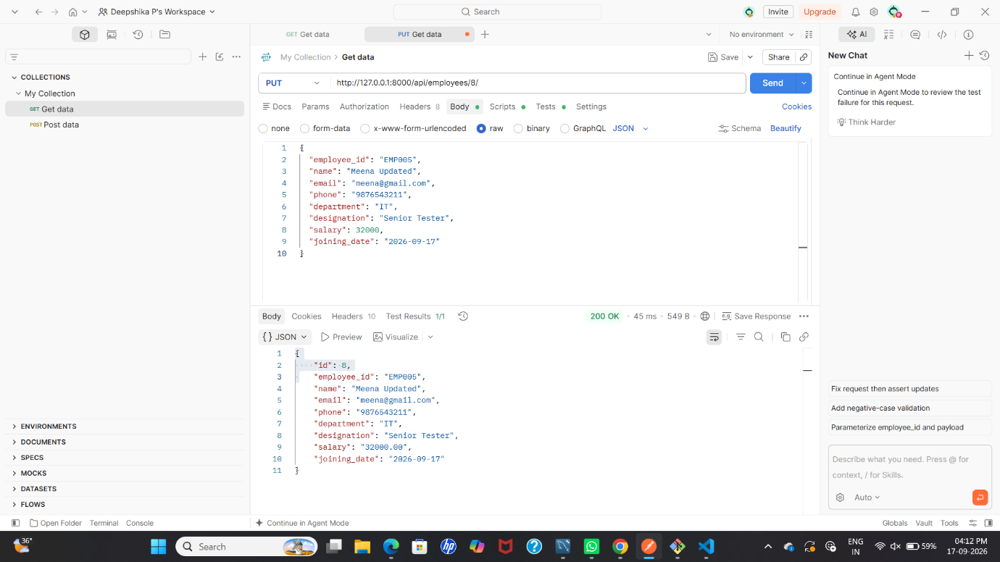 Deepshika P's Workspace
Search
Invite
Upgrade
GET Get data
PUT Get data
No environment
AI
My Collection > Get data
Save
Share
New Chat
COLLECTIONS
My Collection
GET Get data
POST Post data
PUT
http://127.0.0.1:8000/api/employees/8/
Send
Docs Params Authorization Headers 8 Body Scripts Tests Settings
Cookies
none form-data x-www-form-urlencoded raw binary GraphQL JSON
Schema
Beautify
1 {
2 "employee_id": "EMP005",
3 "name": "Meena Updated",
4 "email": "meena@gmail.com",
5 "phone": "9876543211",
6 "department": "IT",
7 "designation": "Senior Tester",
8 "salary": 32000,
9 "joining_date": "2026-09-17"
10 }
Body Cookies Headers 10 Test Results 1/1
200 OK • 45 ms • 549 B
e.g. Save Response
{ } JSON
Preview
Visualize
1 {
2 "id": 8,
3 "employee_id": "EMP005",
4 "name": "Meena Updated",
5 "email": "meena@gmail.com",
6 "phone": "9876543211",
7 "department": "IT",
8 "designation": "Senior Tester",
9 "salary": "32000.00",
10 "joining_date": "2026-09-17"
11 }
Continue in Agent Mode
Continue in Agent Mode to review the test
failure for this request.
Think Harder
Fix request then assert updates
Add negative-case validation
Parameterize employee_id and payload
Describe what you need. Press @ for
context, / for Skills.
Auto
ENVIRONMENTS
DOCUMENTS
SPECS
MOCKS
DATASETS
FLOWS
Open Folder
Terminal
Console
Continue in Agent Mode
Globals
Vault
Tools
36°
Search
ENG
IN
59%
04:12 PM
17-09-2026